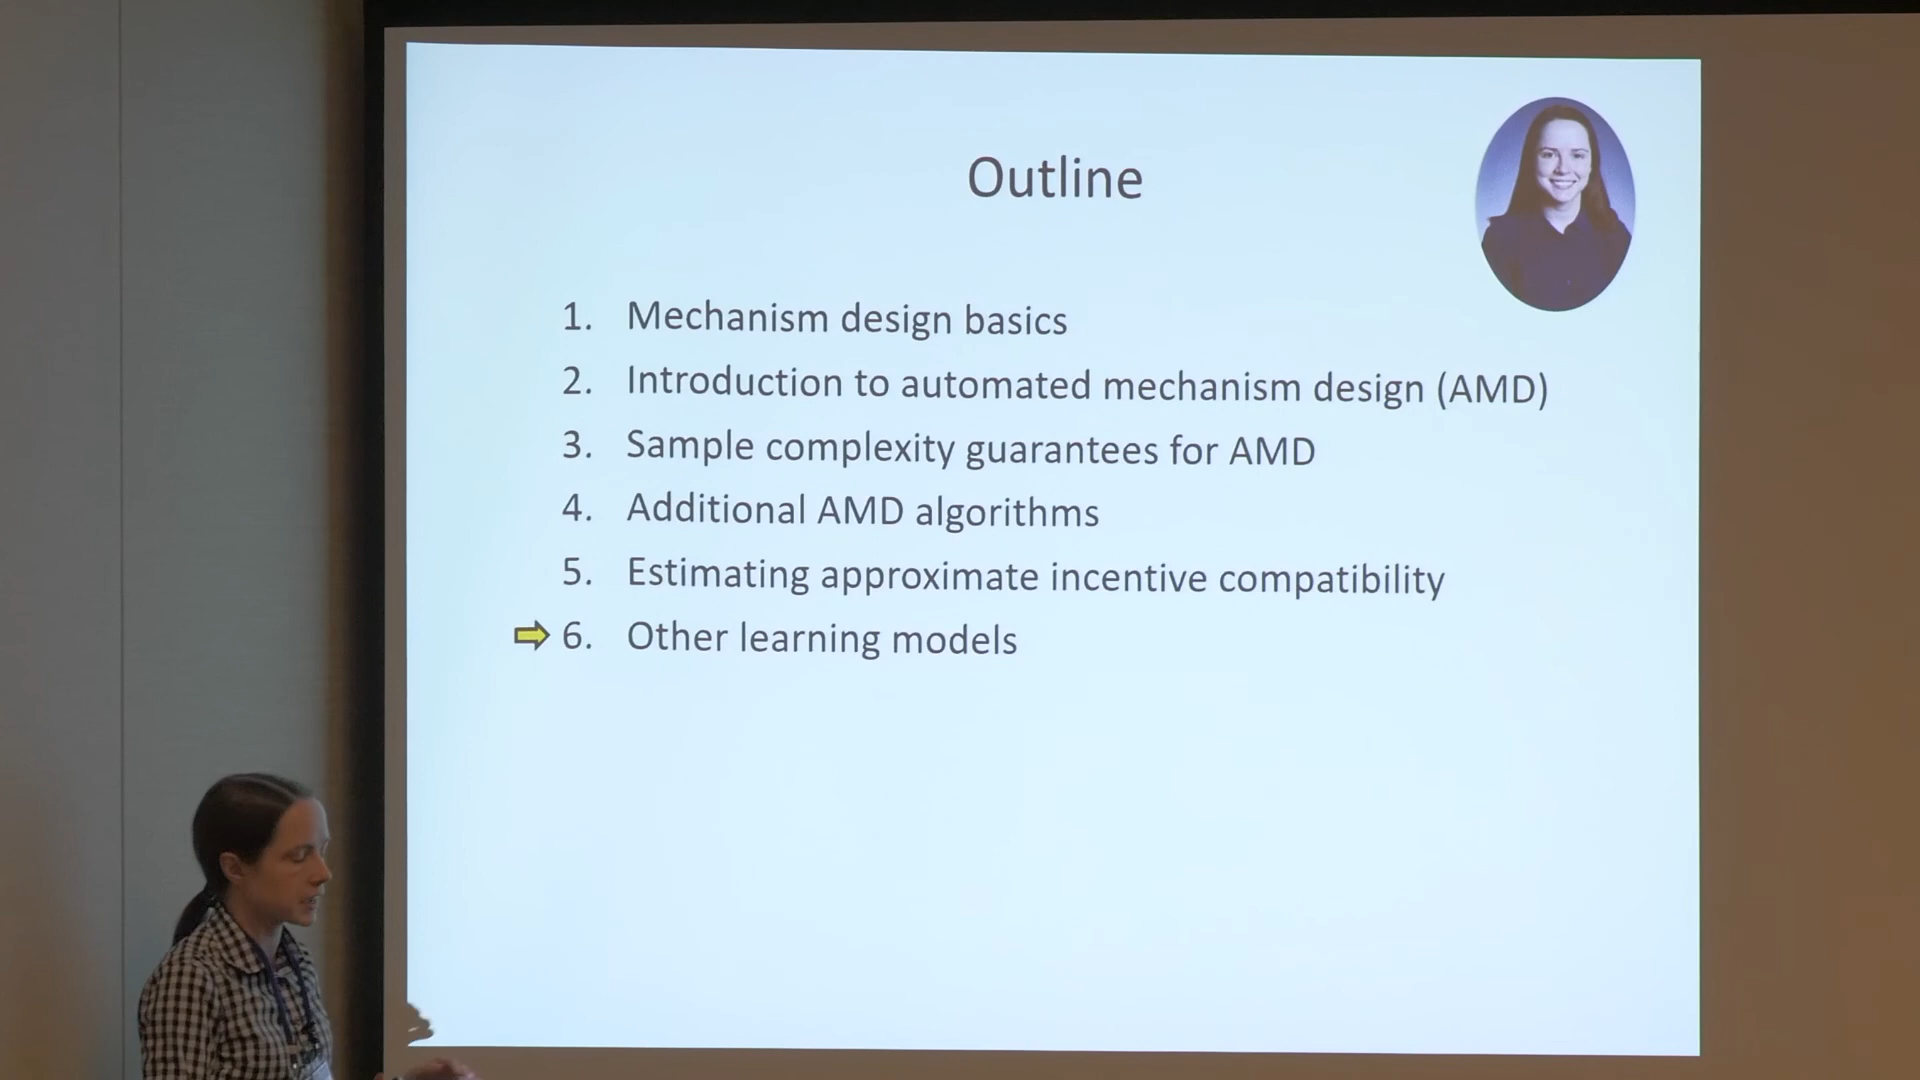 Outline
1. Mechanism design basics
2. Introduction to automated mechanism design (AMD)
3. Sample complexity guarantees for AMD
4. Additional AMD algorithms
5. Estimating approximate incentive compatibility
6. Other learning models